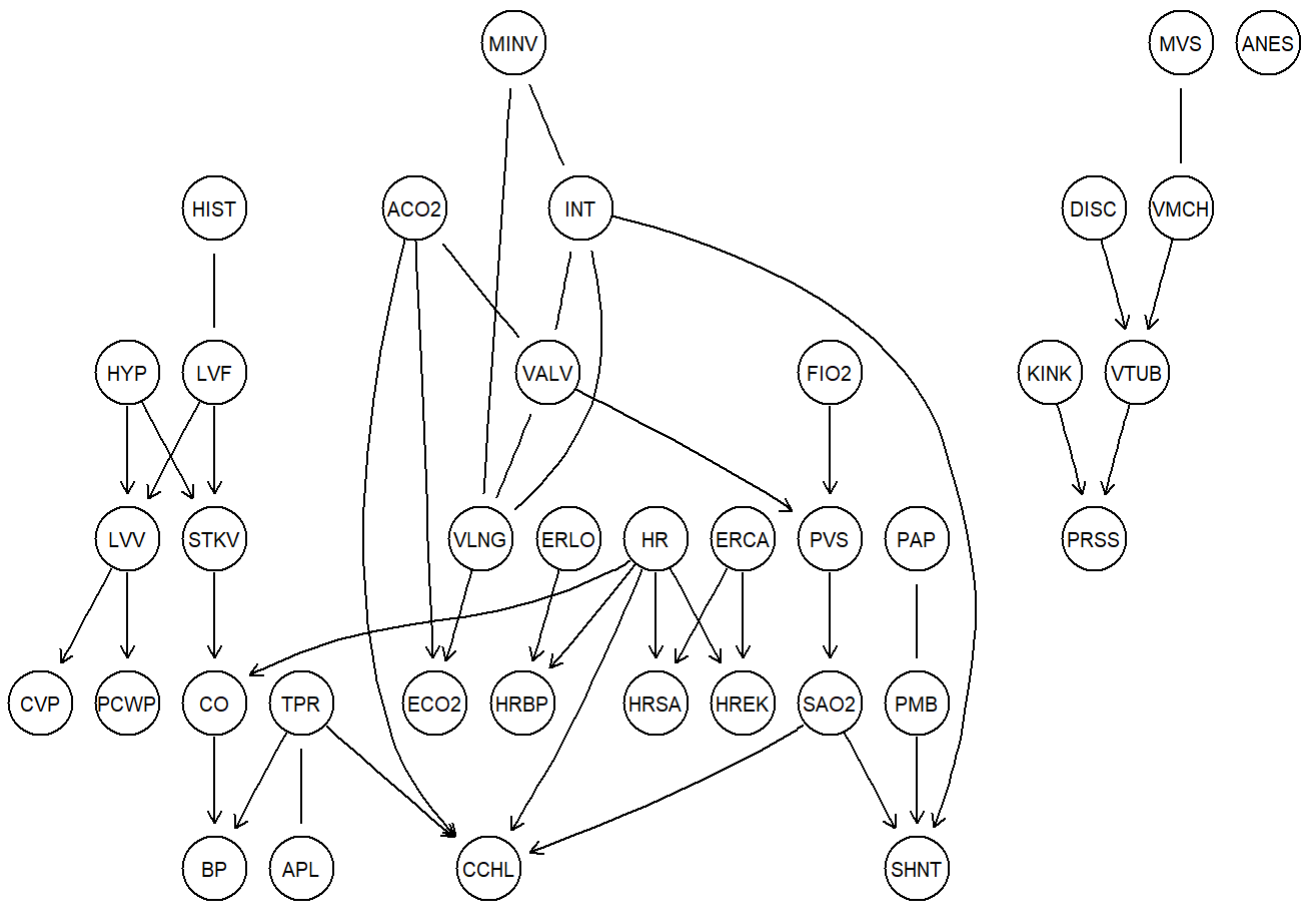 MINV
MVS
ANES
HIST
ACO2
INT
DISC
VMCH
HYP
LVF
VALV
FIO2
KINK
VTUB
LVV
STKV
VLNG
ERLO
HR
ERCA
PVS
PAP
PRSS
CVP
PCWP
CO
TPR
ECO2
HRBP
HRSA
HREK
SAO2
PMB
BP
APL
CCHL
SHNT